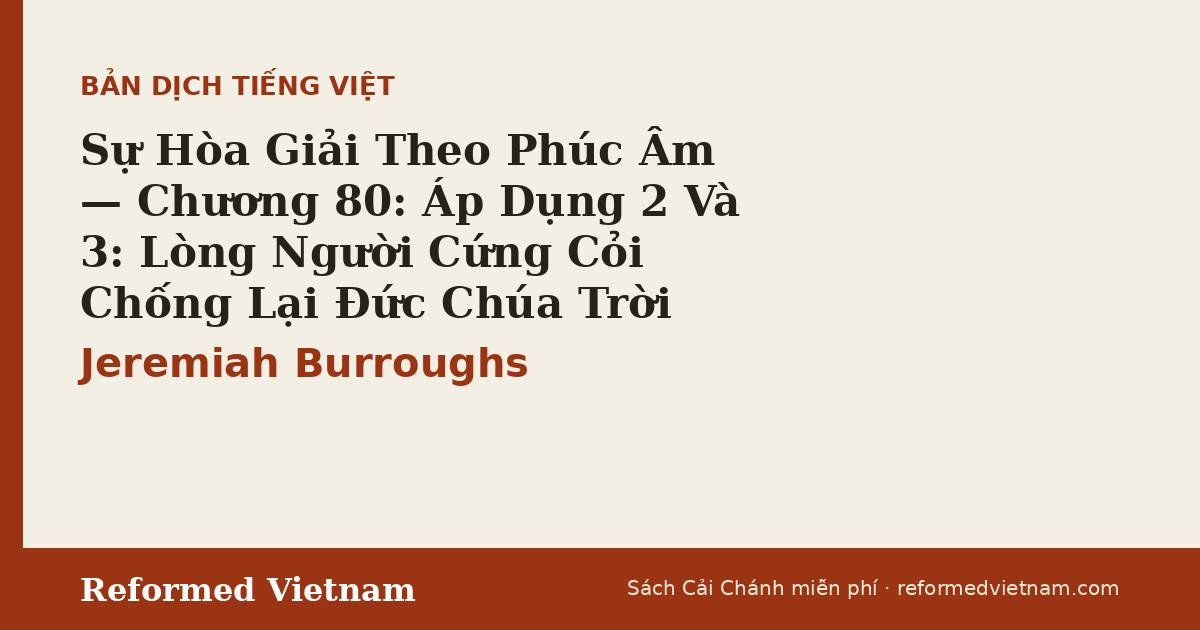 BẢN DỊCH TIẾNG VIỆT
Sự Hòa Giải Theo Phúc Âm
— Chương 80: Áp Dụng 2 Và
3: Lòng Người Cứng Cỏi
Chống Lại Đức Chúa Trời
Jeremiah Burroughs
Reformed Vietnam
Sách Cải Chánh miễn phí · reformedvietnam.com